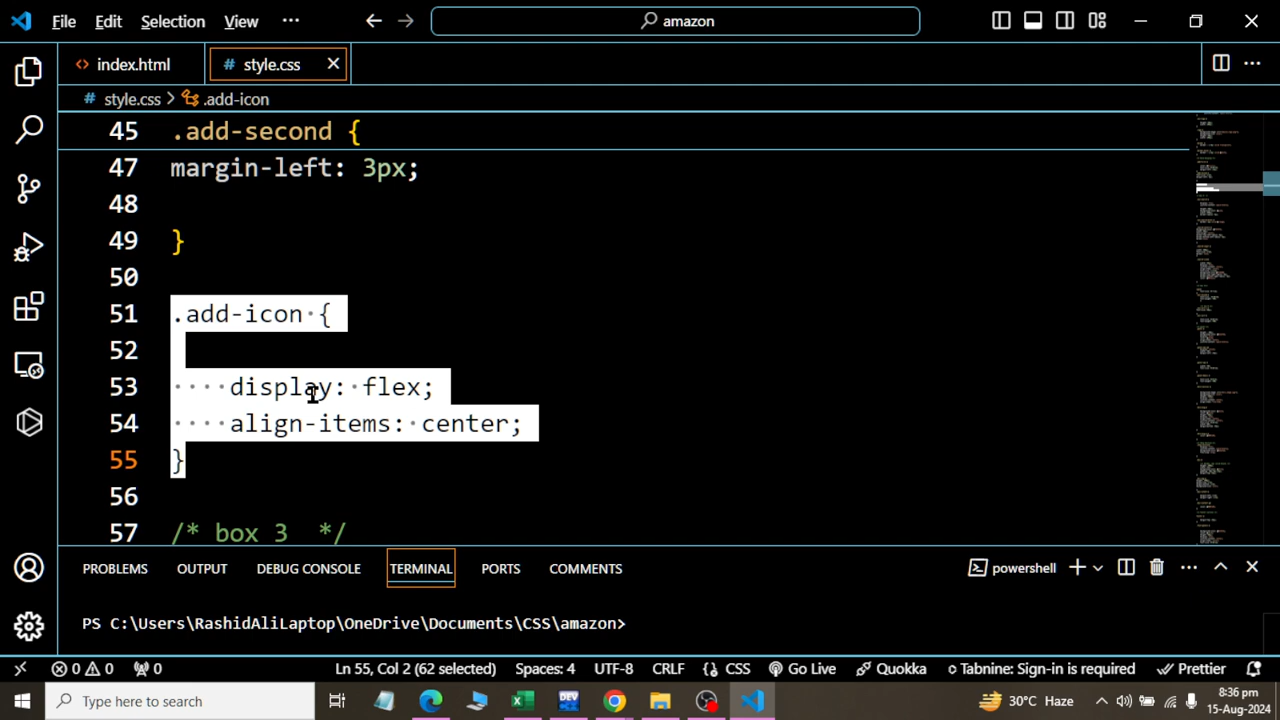 File Edit Selection View ... amazon
<> index.html # style.css ×
# style.css > .add-icon
45 .add-second {
47 margin-left: 3px;
48
49 }
50
51 .add-icon·{
52
53 ····display:·flex;
54 ····align-items:·center;
55 }
56
57 /* box 3  */
PROBLEMS OUTPUT DEBUG CONSOLE TERMINAL PORTS COMMENTS powershell
PS C:\Users\RashidAliLaptop\OneDrive\Documents\CSS\amazon>
0 0 0 Ln 55, Col 2 (62 selected) Spaces: 4 UTF-8 CRLF {} CSS Go Live Quokka Tabnine: Sign-in is required Prettier
Type here to search DEV 30°C Haze 8:36 pm
15-Aug-2024